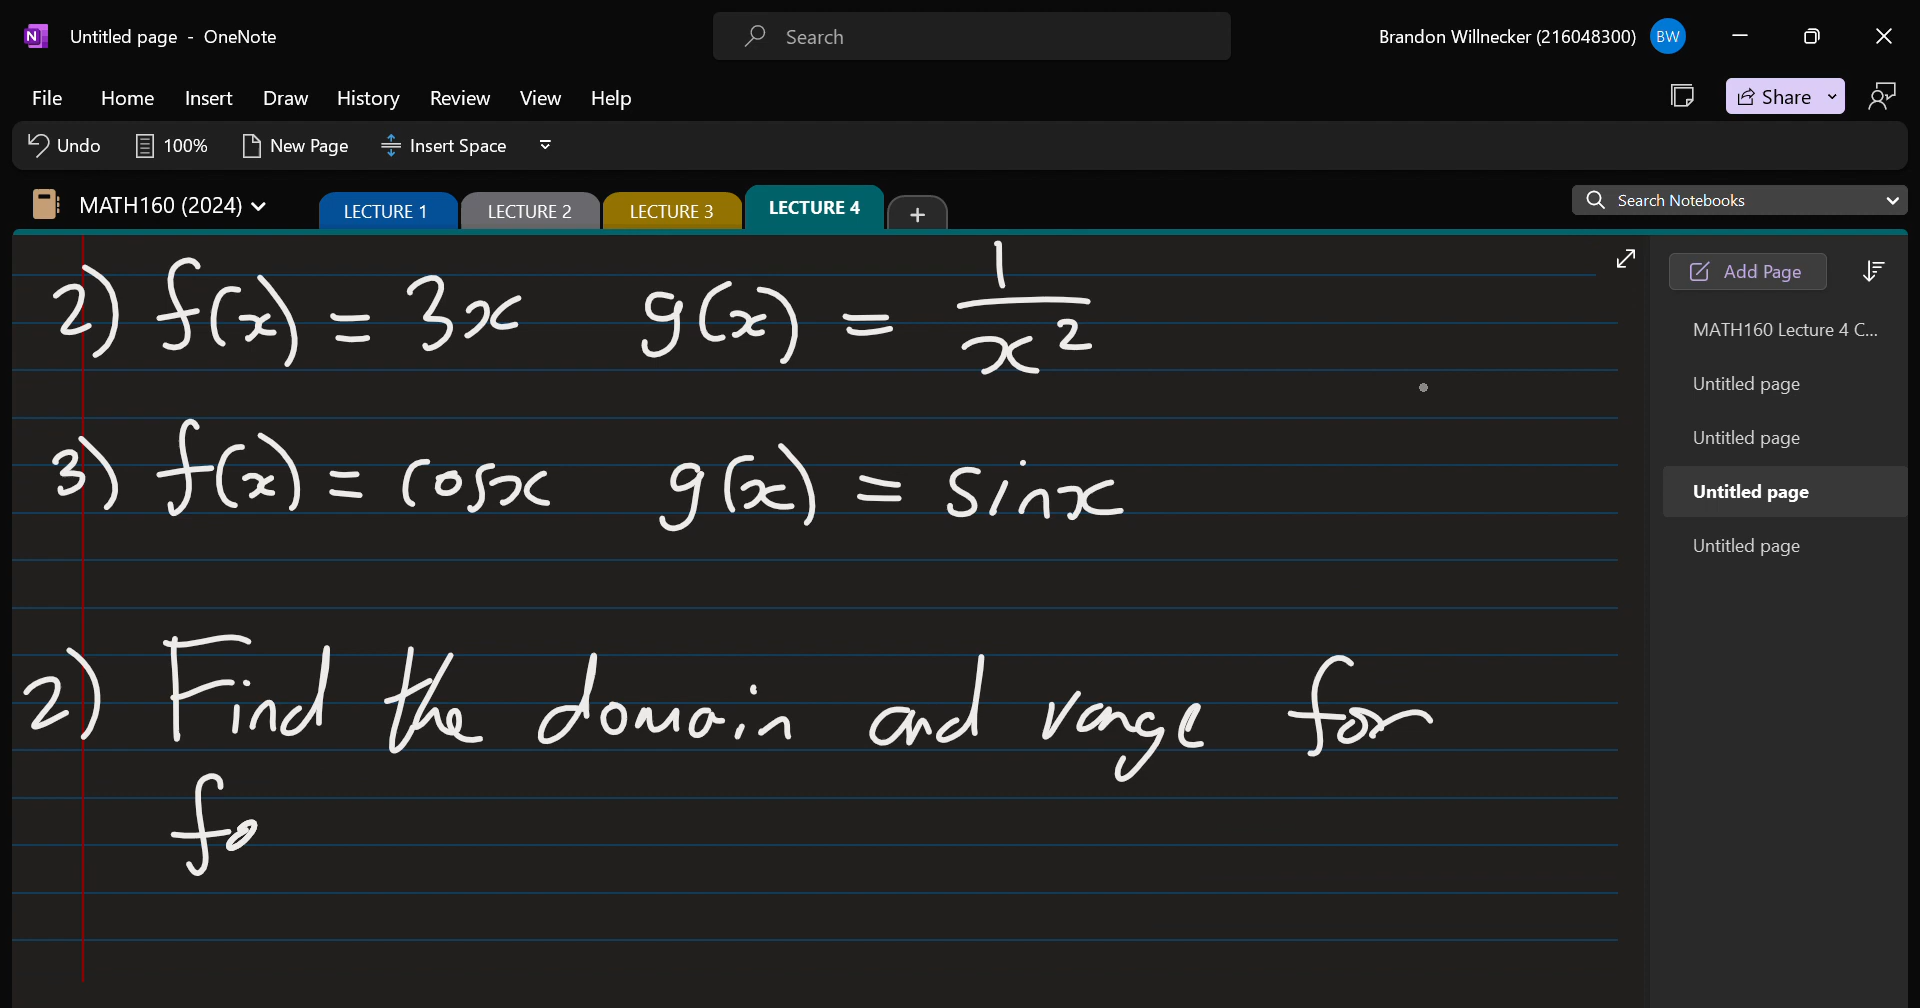 Untitled page - OneNote
Search
Brandon Willnecker (216048300) BW
File Home Insert Draw History Review View Help
Share
Undo 100% New Page Insert Space
MATH160 (2024)
LECTURE 1 LECTURE 2 LECTURE 3 LECTURE 4 +
Search Notebooks
2) f(x) = 3x g(x) = 1/x²
3) f(x) = cosx g(x) = sinx
2) Find the domain and range for
fo
Add Page
MATH160 Lecture 4 C...
Untitled page
Untitled page
Untitled page
Untitled page